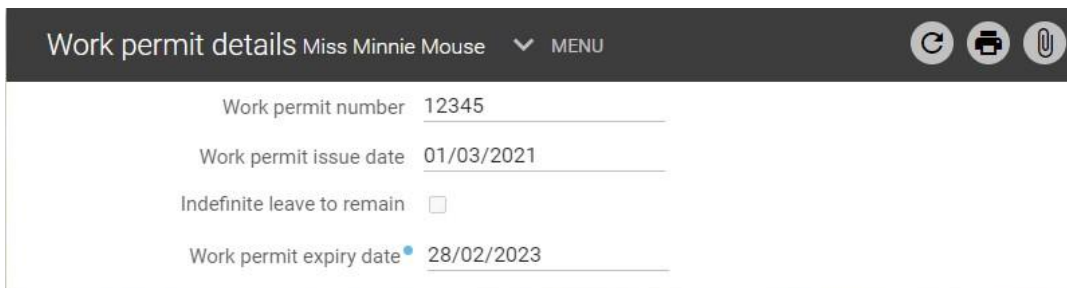 Work permit details Miss Minnie Mouse MENU
Work permit number 12345
Work permit issue date 01/03/2021
Indefinite leave to remain
Work permit expiry date 28/02/2023